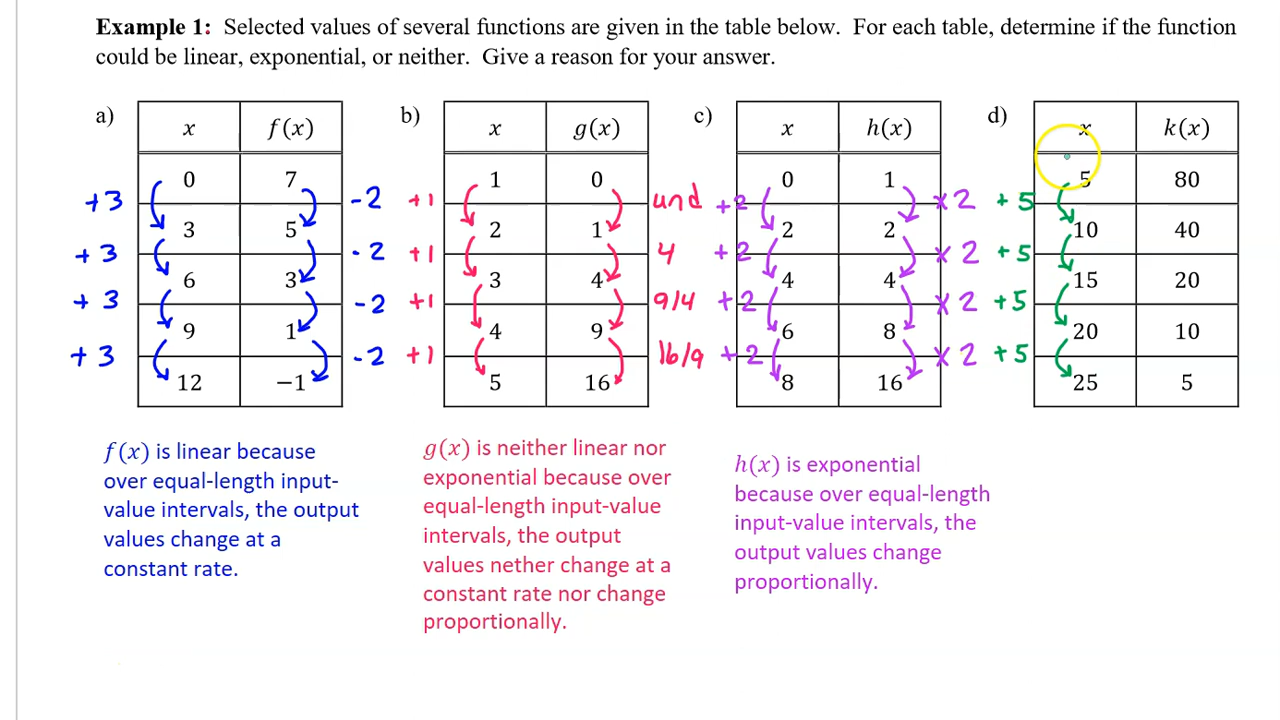 Example 1: Selected values of several functions are given in the table below. For each table, determine if the function
could be linear, exponential, or neither. Give a reason for your answer.
a)
x f(x)
0 7
3 5
6 3
9 1
12 −1
+3 -2
+3 -2
+3 -2
+3 -2
f(x) is linear because
over equal-length input-
value intervals, the output
values change at a
constant rate.
b)
x g(x)
1 0
2 1
3 4
4 9
5 16
+1 und
+1 4
+1 9/4
+1 16/9
g(x) is neither linear nor
exponential because over
equal-length input-value
intervals, the output
values nether change at a
constant rate nor change
proportionally.
c)
x h(x)
0 1
2 2
4 4
6 8
8 16
+2 ×2
+2 ×2
+2 ×2
+2 ×2
h(x) is exponential
because over equal-length
input-value intervals, the
output values change
proportionally.
d)
x k(x)
5 80
10 40
15 20
20 10
25 5
+5
+5
+5
+5